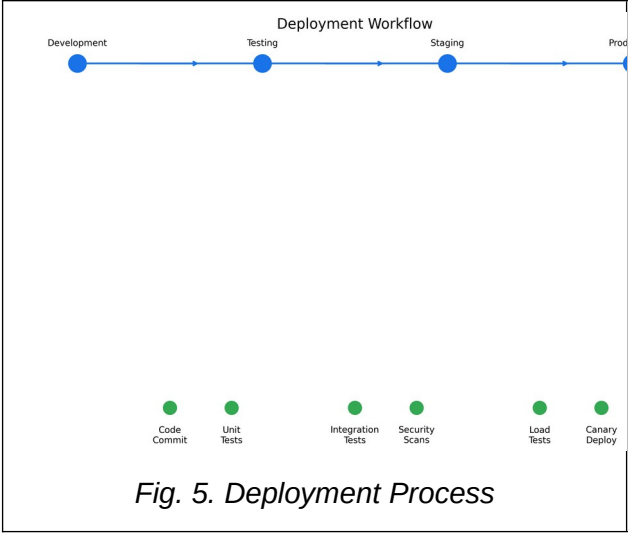 Deployment Workflow
Development Testing Staging Prod
Code Commit
Unit Tests
Integration Tests
Security Scans
Load Tests
Canary Deploy
Fig. 5. Deployment Process